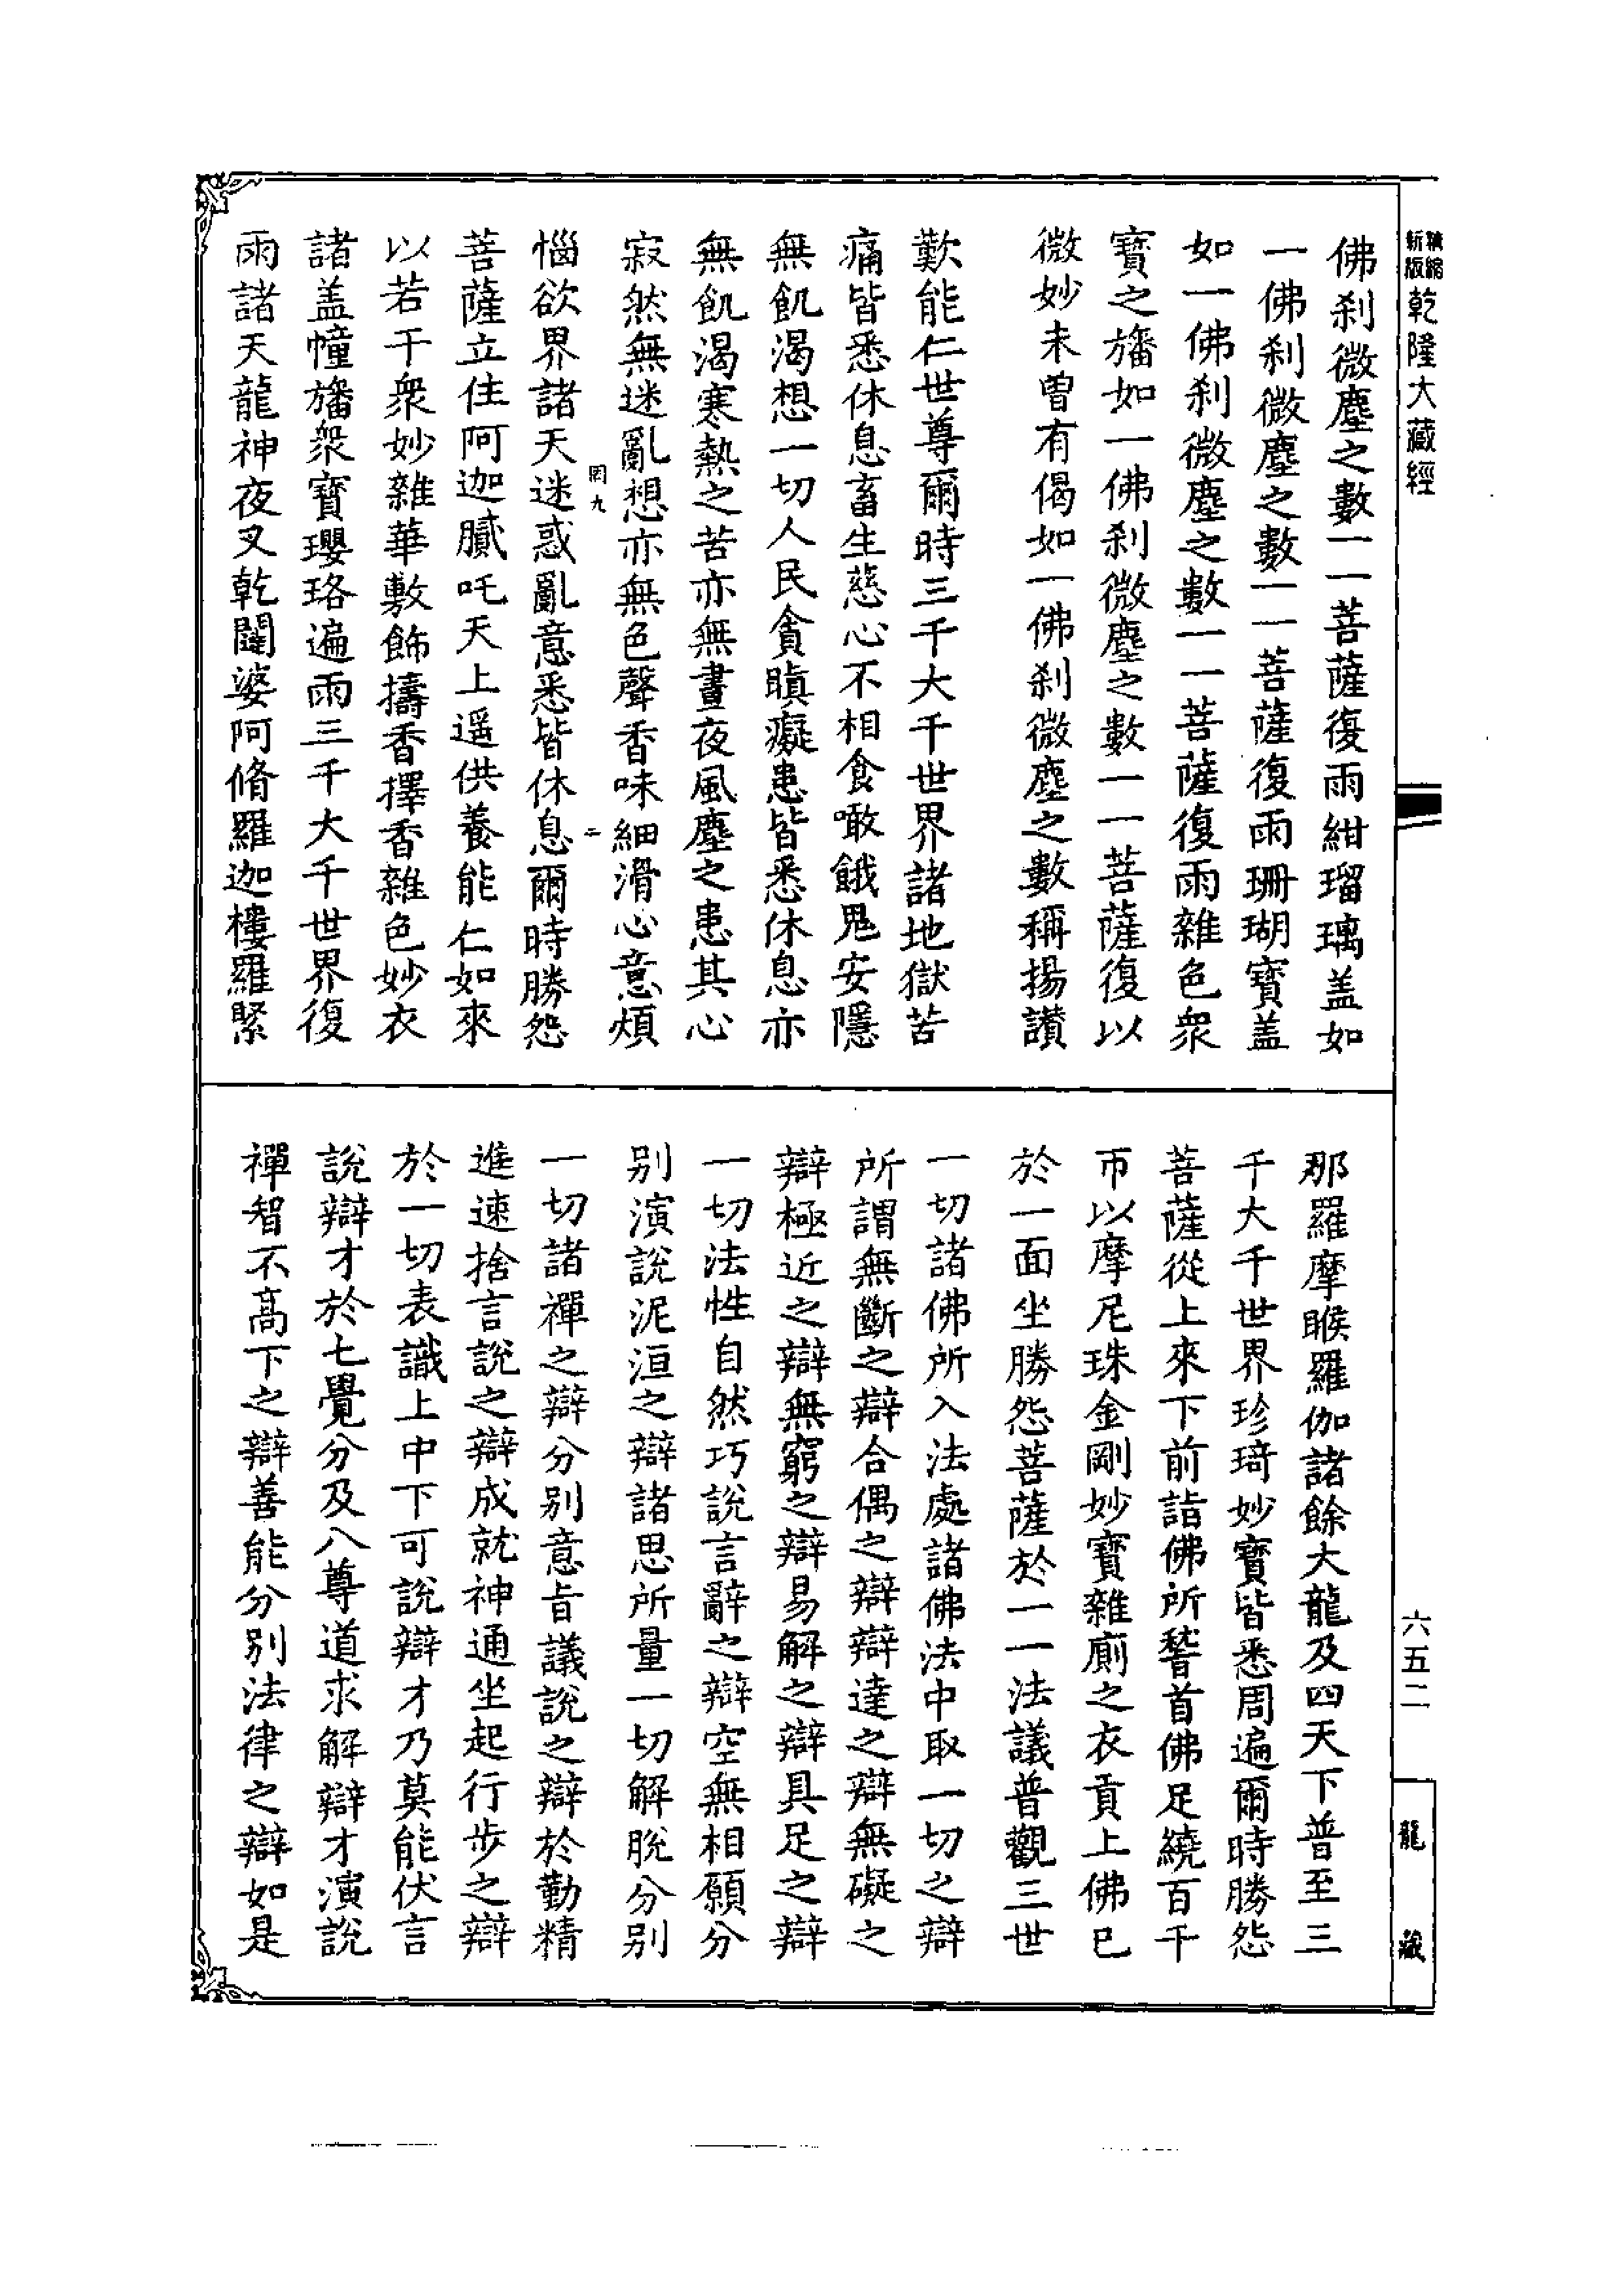 新版
精縮
乾隆大藏經
六五二
龍藏
佛刹微塵之數一一菩薩復雨紺瑠璃盖如
一佛刹微塵之數一一菩薩復雨珊瑚寶盖
如一佛刹微塵之數一一菩薩復雨雜色衆
寶之旛如一佛刹微塵之數一一菩薩復以
微妙未曾有偈如一佛刹微塵之數稱揚讃
歎能仁世尊爾時三千大千世界諸地獄苦
痛皆悉休息畜生慈心不相食噉餓鬼安隱
無飢渴想一切人民貪瞋癡患皆悉休息亦
無飢渴寒熱之苦亦無晝夜風塵之患其心
寂然無迷亂想亦無色聲香味細滑心意煩
罔九
二
惱欲界諸天迷惑亂意悉皆休息爾時勝怨
菩薩立住阿迦膩吒天上遥供養能仁如來
以若干衆妙雜華敷飾擣香擇香雜色妙衣
諸盖幢旛衆寶瓔珞遍雨三千大千世界復
雨諸天龍神夜叉乾闥婆阿脩羅迦樓羅緊
那羅摩睺羅伽諸餘大龍及四天下普至三
千大千世界珍琦妙寶皆悉周遍爾時勝怨
菩薩從上來下前詣佛所稽首佛足繞百千
帀以摩尼珠金剛妙寶雜廁之衣貢上佛已
於一面坐勝怨菩薩於一一法議普觀三世
一切諸佛所入法處諸佛法中取一切之辯
所謂無斷之辯合偶之辯辯達之辯無礙之
辯極近之辯無窮之辯易解之辯具足之辯
一切法性自然巧說言辭之辯空無相願分
别演說泥洹之辯諸思所量一切解脫分别
一切諸禪之辯分别意旨議說之辯於勤精
進速捨言說之辯成就神通坐起行步之辯
於一切表識上中下可說辯才乃莫能伏言
說辯才於七覺分及八尊道求解辯才演說
禪智不高下之辯善能分别法律之辯如是